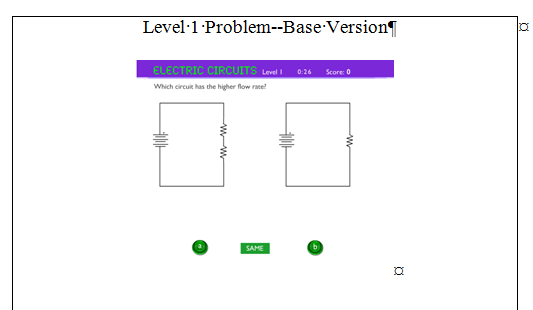 Level·1·Problem--Base·Version¶
ELECTRIC CIRCUITS Level 1 0:26 Score: 0
Which circuit has the higher flow rate?
a SAME b